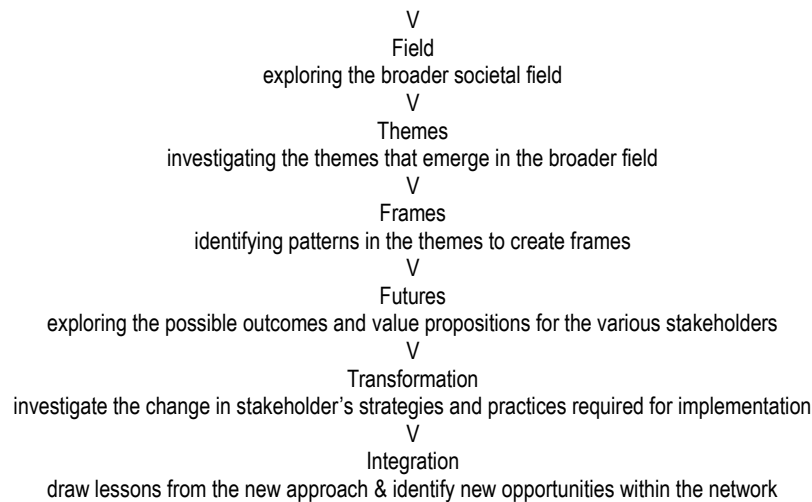 V
Field
exploring the broader societal field
V
Themes
investigating the themes that emerge in the broader field
V
Frames
identifying patterns in the themes to create frames
V
Futures
exploring the possible outcomes and value propositions for the various stakeholders
V
Transformation
investigate the change in stakeholder’s strategies and practices required for implementation
V
Integration
draw lessons from the new approach & identify new opportunities within the network